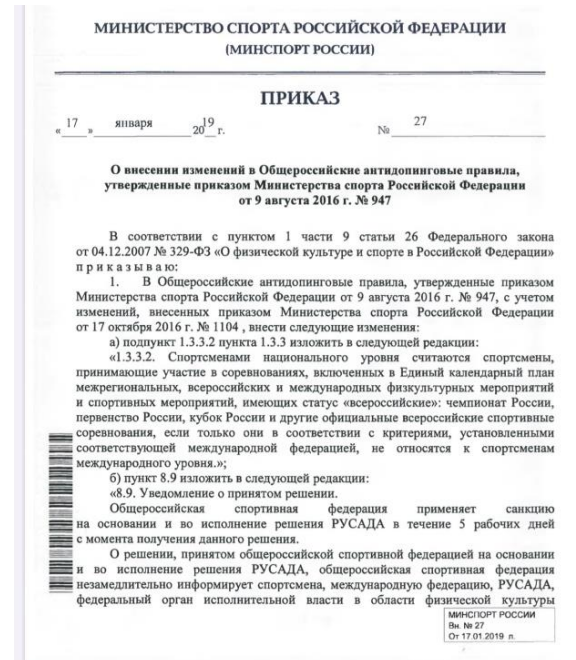 МИНИСТЕРСТВО СПОРТА РОССИЙСКОЙ ФЕДЕРАЦИИ
(МИНСПОРТ РОССИИ)
ПРИКАЗ
« 17 » января 2019 г. № 27
О внесении изменений в Общероссийские антидопинговые правила,
утвержденные приказом Министерства спорта Российской Федерации
от 9 августа 2016 г. № 947
В соответствии с пунктом 1 части 9 статьи 26 Федерального закона
от 04.12.2007 № 329-ФЗ «О физической культуре и спорте в Российской Федерации»
п р и к а з ы в а ю:
1. В Общероссийские антидопинговые правила, утвержденные приказом
Министерства спорта Российской Федерации от 9 августа 2016 г. № 947, с учетом
изменений, внесенных приказом Министерства спорта Российской Федерации
от 17 октября 2016 г. № 1104 , внести следующие изменения:
а) подпункт 1.3.3.2 пункта 1.3.3 изложить в следующей редакции:
«1.3.3.2. Спортсменами национального уровня считаются спортсмены,
принимающие участие в соревнованиях, включенных в Единый календарный план
межрегиональных, всероссийских и международных физкультурных мероприятий
и спортивных мероприятий, имеющих статус «всероссийские»: чемпионат России,
первенство России, кубок России и другие официальные всероссийские спортивные
соревнования, если только они в соответствии с критериями, установленными
соответствующей международной федерацией, не относятся к спортсменам
международного уровня.»;
б) пункт 8.9 изложить в следующей редакции:
«8.9. Уведомление о принятом решении.
Общероссийская спортивная федерация применяет санкцию
на основании и во исполнение решения РУСАДА в течение 5 рабочих дней
с момента получения данного решения.
О решении, принятом общероссийской спортивной федерацией на основании
и во исполнение решения РУСАДА, общероссийская спортивная федерация
незамедлительно информирует спортсмена, международную федерацию, РУСАДА,
федеральный орган исполнительной власти в области физической культуры
МИНСПОРТ РОССИИ
Вн. № 27
От 17.01.2019 л.